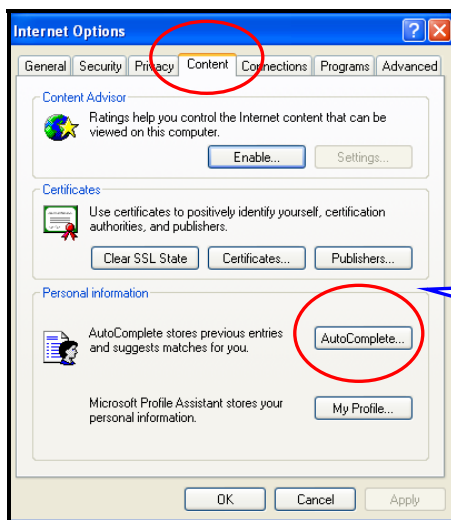 Internet Options
General Security Privacy Content Connections Programs Advanced
Content Advisor
Ratings help you control the Internet content that can be
viewed on this computer.
Enable... Settings...
Certificates
Use certificates to positively identify yourself, certification
authorities, and publishers.
Clear SSL State Certificates... Publishers...
Personal information
AutoComplete stores previous entries
and suggests matches for you.
AutoComplete...
Microsoft Profile Assistant stores your
personal information.
My Profile...
OK Cancel Apply